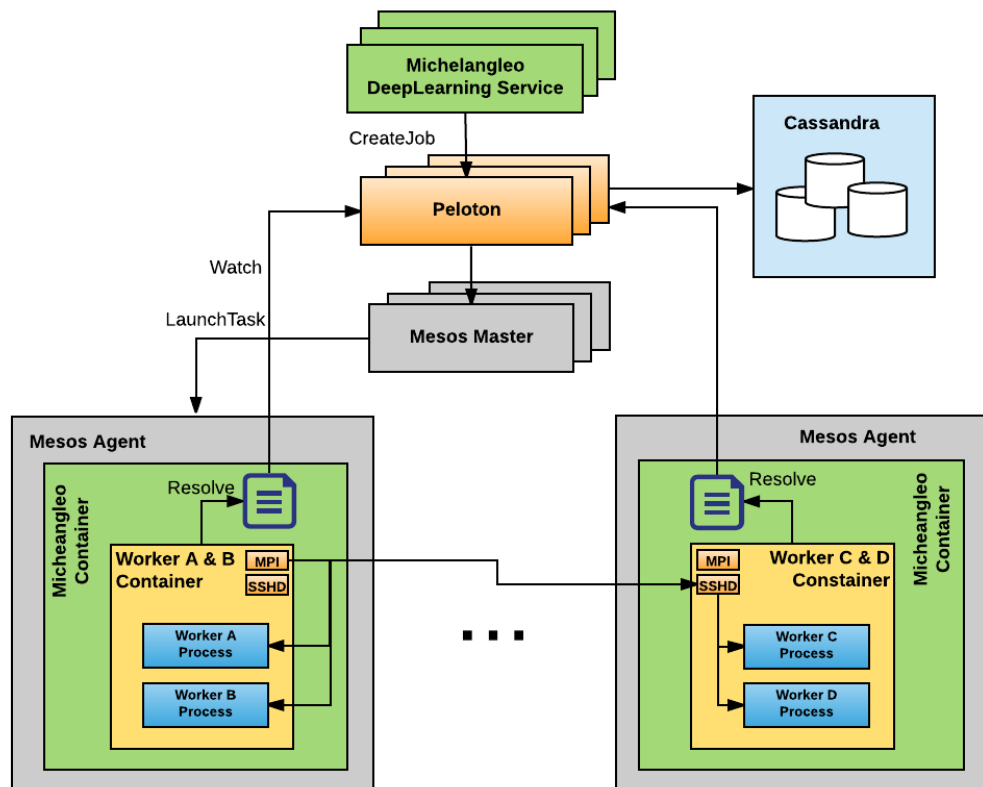 Michelangleo
DeepLearning Service
CreateJob
Cassandra
Peloton
Watch
LaunchTask
Mesos Master
Mesos Agent
Mesos Agent
Micheangleo
Container
Resolve
Worker A & B
Container
MPI
SSHD
Worker A
Process
Worker B
Process
Resolve
Micheangleo
Container
MPI
SSHD
Worker C & D
Constainer
Worker C
Process
Worker D
Process